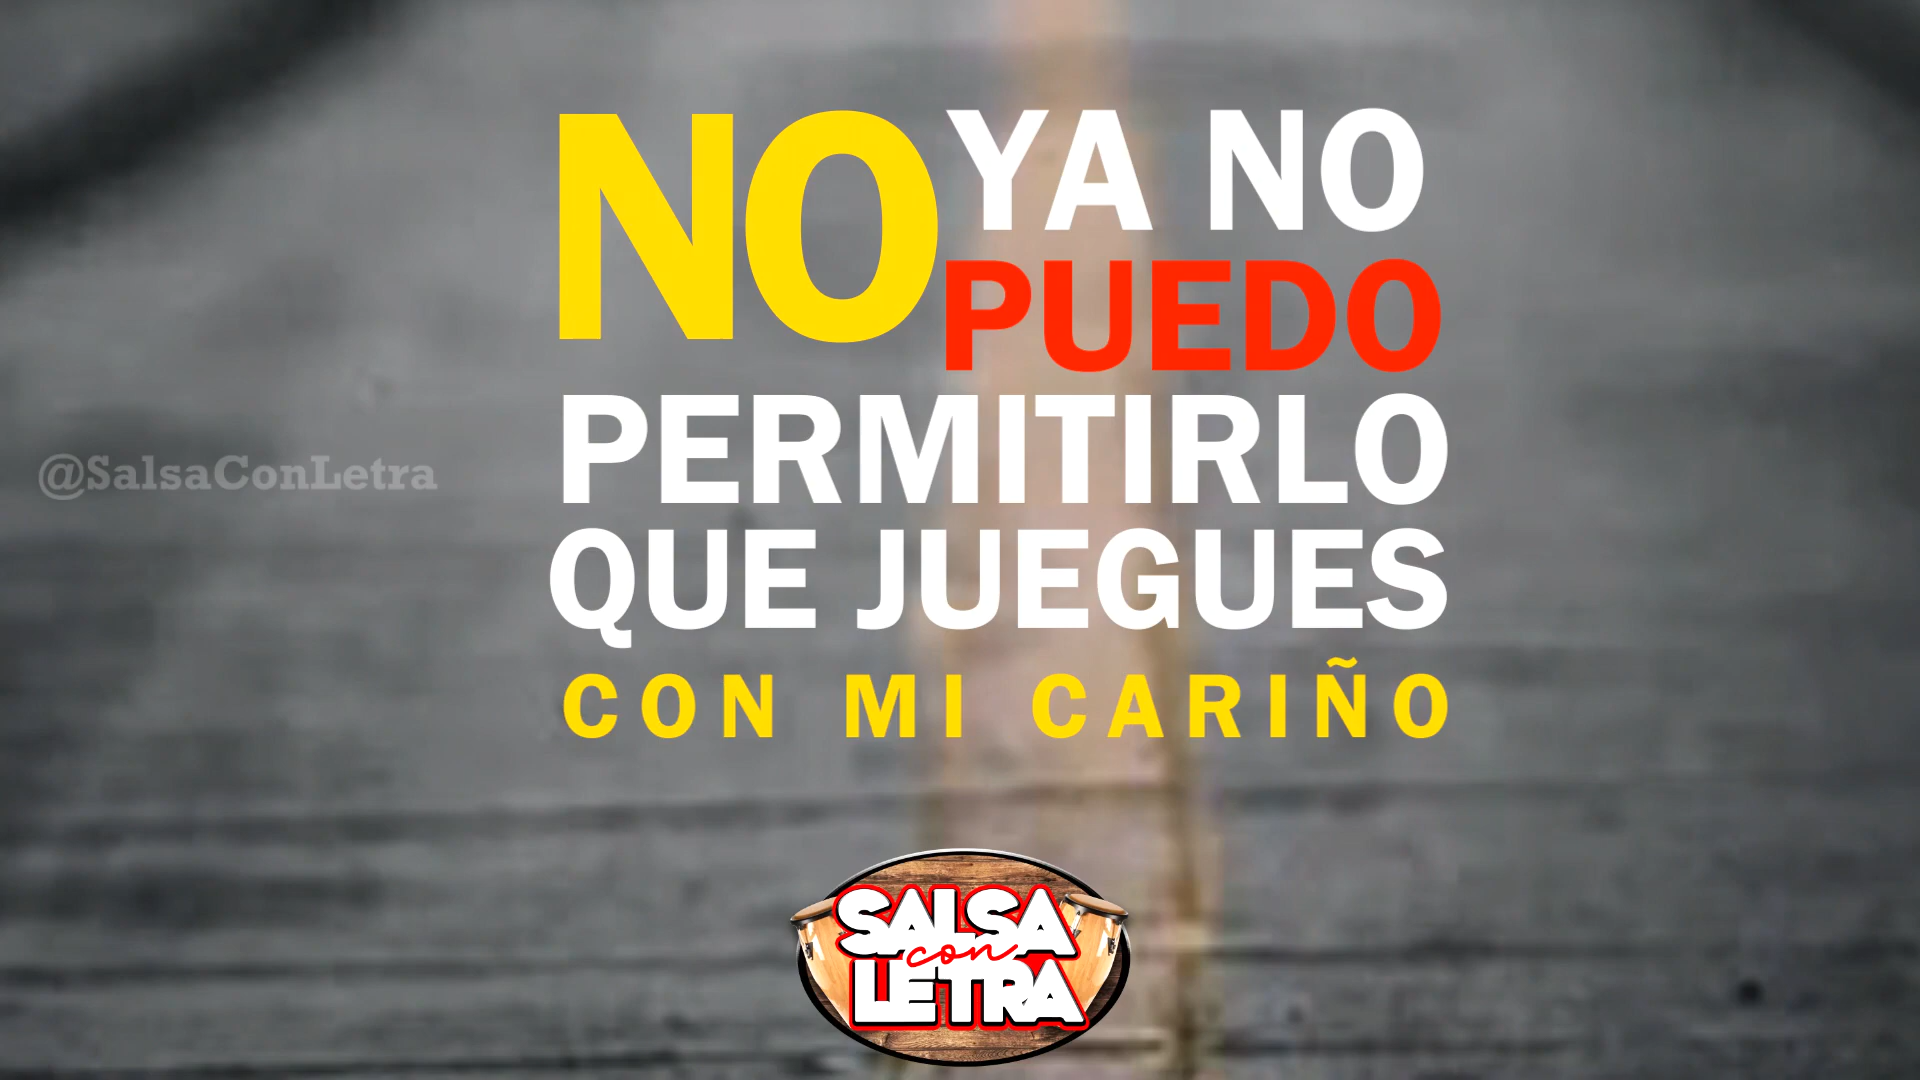 NO YA NO
PUEDO
PERMITIRLO
QUE JUEGUES
CON MI CARIÑO
@SalsaConLetra
SALSA
con
LETRA